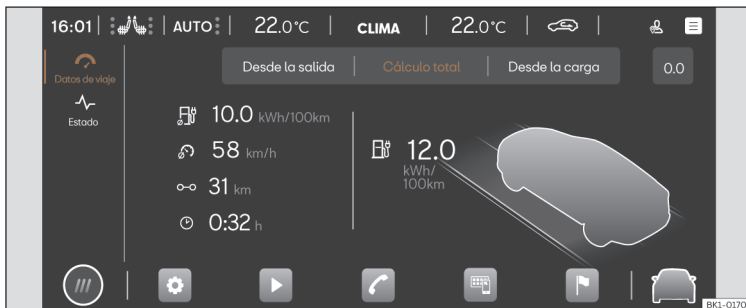 16:01 AUTO 22.0°C CLIMA 22.0°C
Datos de viaje
Desde la salida Cálculo total Desde la carga 0.0
Estado
10.0 kWh/100km
58 km/h
31 km
0:32 h
12.0
kWh/
100km
BK1-0170